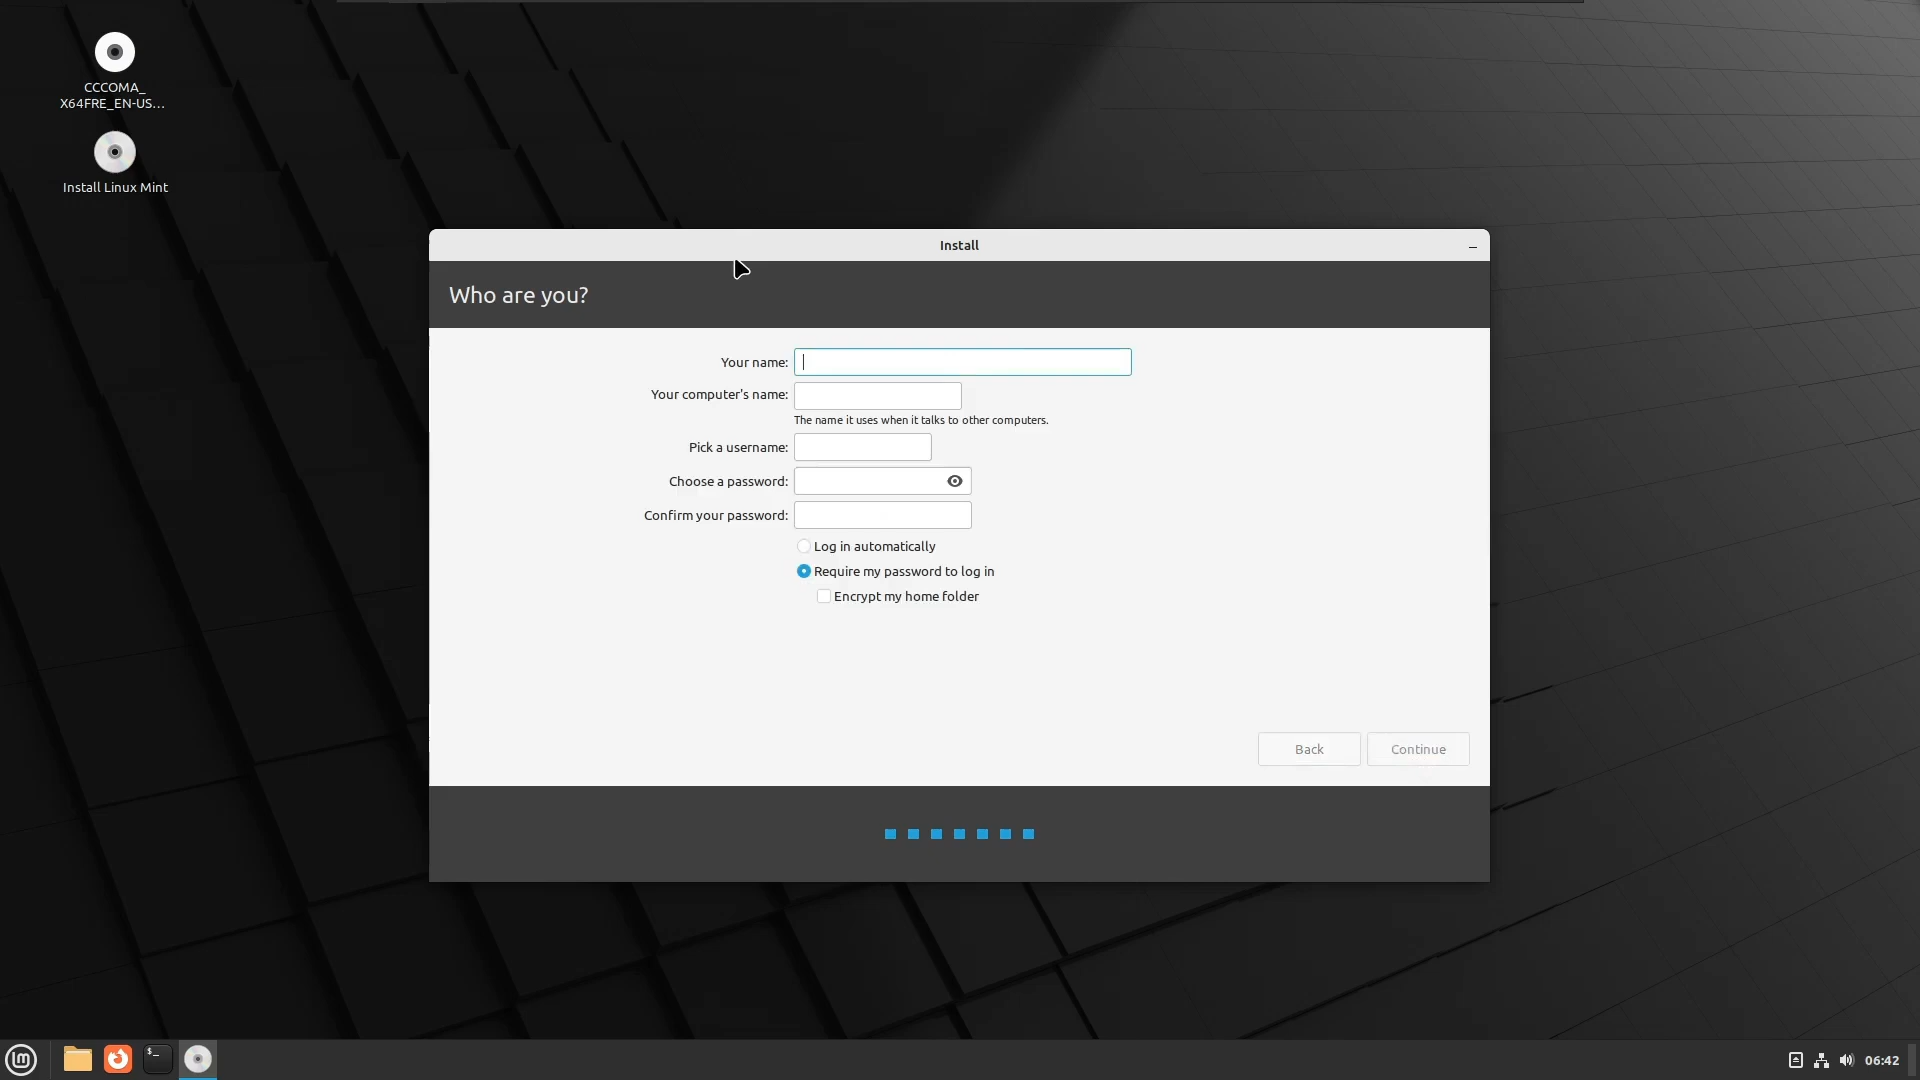 CCCOMA_
X64FRE_EN-US...
Install Linux Mint
Install
Who are you?
Your name:
Your computer's name:
The name it uses when it talks to other computers.
Pick a username:
Choose a password:
Confirm your password:
Log in automatically
Require my password to log in
Encrypt my home folder
Back
Continue
$_
06:42